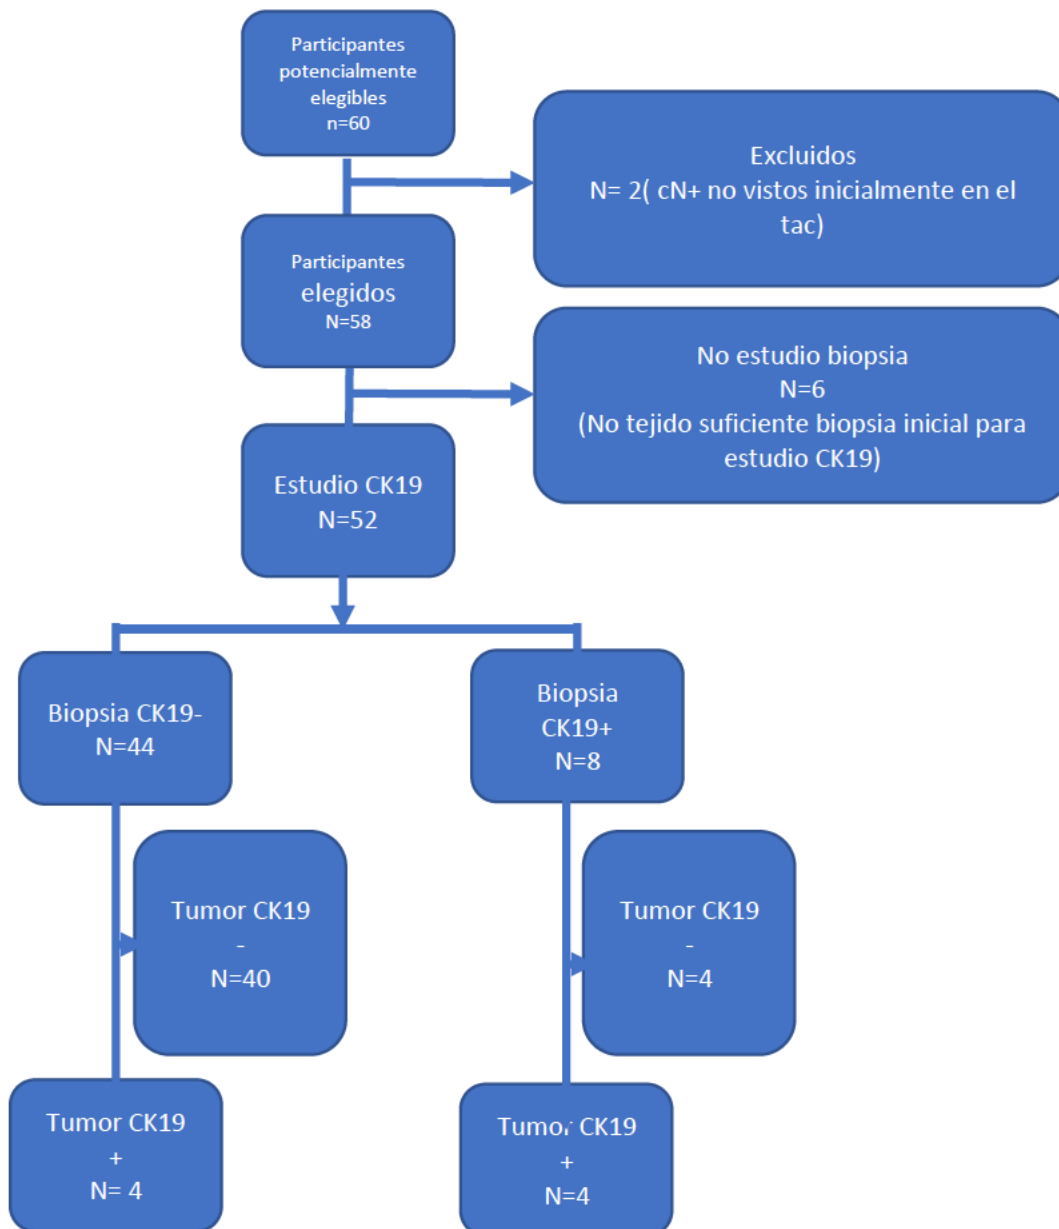 Participantes
potencialmente
elegibles
n=60
Excluidos
N= 2( cN+ no vistos inicialmente en el
tac)
Participantes
elegidos
N=58
No estudio biopsia
N=6
(No tejido suficiente biopsia inicial para
estudio CK19)
Estudio CK19
N=52
Biopsia CK19-
N=44
Biopsia
CK19+
N=8
Tumor CK19
-
N=40
Tumor CK19
-
N=4
Tumor CK19
+
N= 4
Tumor CK19
+
N=4